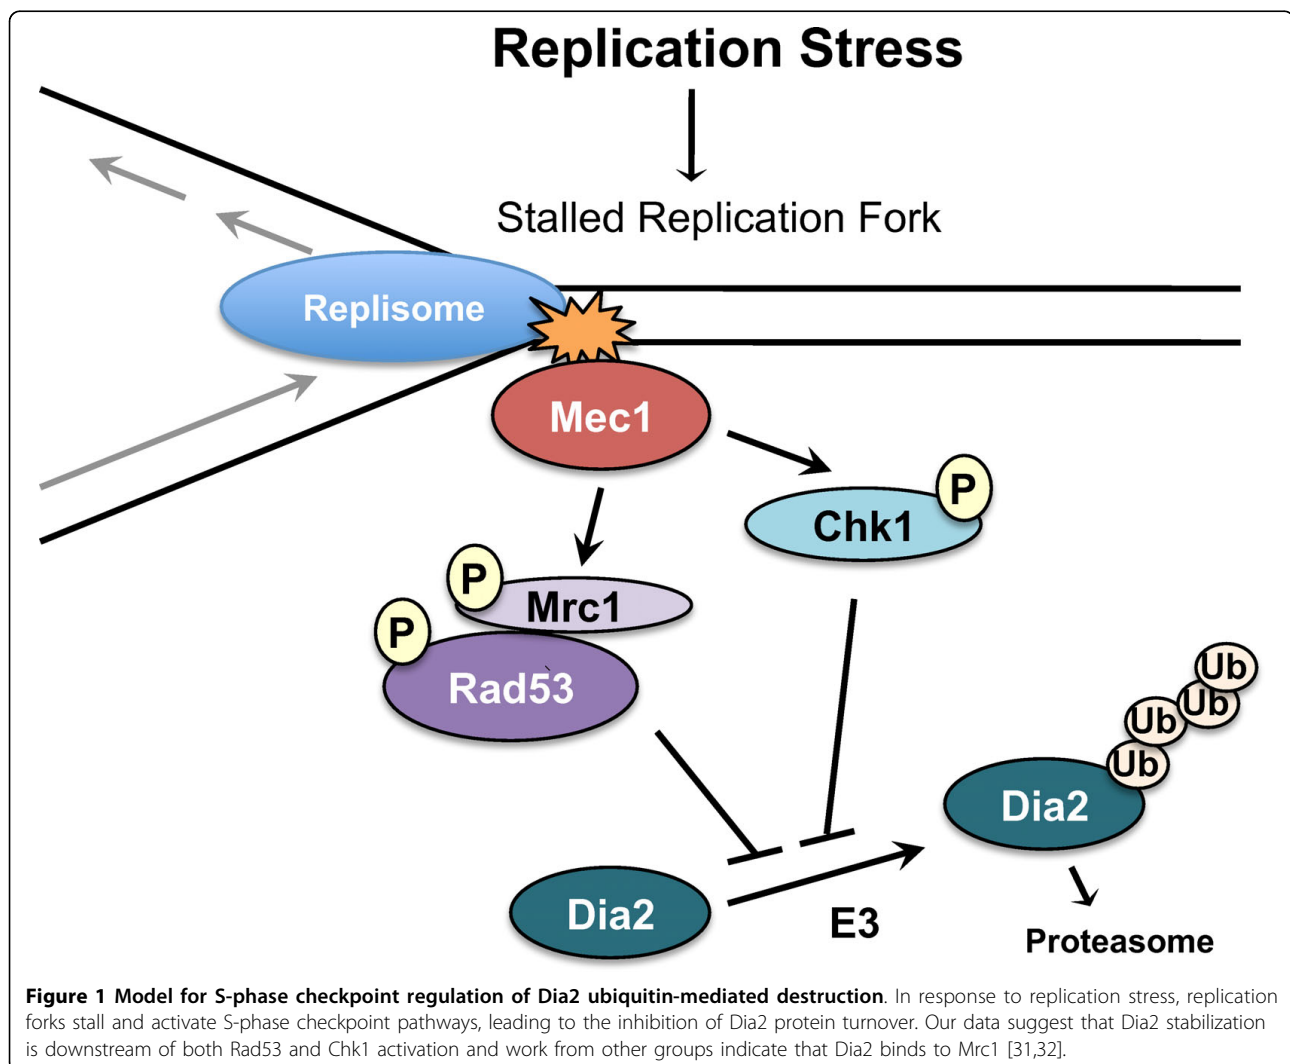 Replication Stress
Stalled Replication Fork
Replisome
Mec1
P
Chk1
P
Mrc1
P
Rad53
Ub
Ub
Ub
Ub
Dia2
Dia2
E3
Proteasome
Figure 1 Model for S-phase checkpoint regulation of Dia2 ubiquitin-mediated destruction. In response to replication stress, replication
forks stall and activate S-phase checkpoint pathways, leading to the inhibition of Dia2 protein turnover. Our data suggest that Dia2 stabilization
is downstream of both Rad53 and Chk1 activation and work from other groups indicate that Dia2 binds to Mrc1 [31,32].